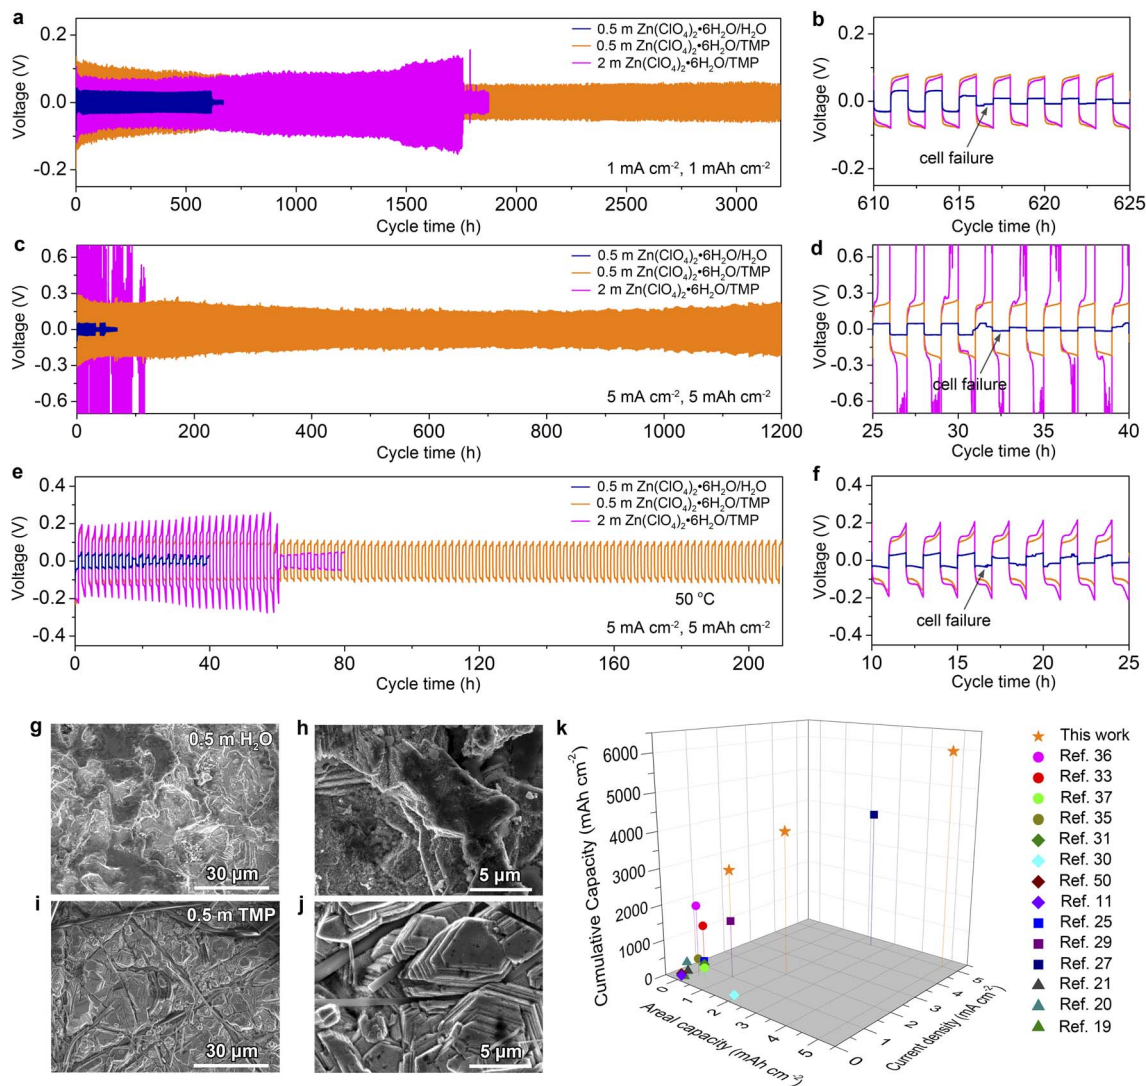 a
0.5 m Zn(ClO₄)₂•6H₂O/H₂O
0.5 m Zn(ClO₄)₂•6H₂O/TMP
2 m Zn(ClO₄)₂•6H₂O/TMP
0.2
0.0
-0.2
Voltage (V)
1 mA cm⁻², 1 mAh cm⁻²
0 500 1000 1500 2000 2500 3000
Cycle time (h)
b
0.2
0.0
-0.2
Voltage (V)
cell failure
610 615 620 625
Cycle time (h)
c
0.5 m Zn(ClO₄)₂•6H₂O/H₂O
0.5 m Zn(ClO₄)₂•6H₂O/TMP
2 m Zn(ClO₄)₂•6H₂O/TMP
0.6
0.3
0.0
-0.3
-0.6
Voltage (V)
5 mA cm⁻², 5 mAh cm⁻²
0 200 400 600 800 1000 1200
Cycle time (h)
d
0.6
0.3
0.0
-0.3
-0.6
Voltage (V)
cell failure
25 30 35 40
Cycle time (h)
e
0.5 m Zn(ClO₄)₂•6H₂O/H₂O
0.5 m Zn(ClO₄)₂•6H₂O/TMP
2 m Zn(ClO₄)₂•6H₂O/TMP
0.4
0.2
0.0
-0.2
-0.4
Voltage (V)
50 °C
5 mA cm⁻², 5 mAh cm⁻²
0 40 80 120 160 200
Cycle time (h)
f
0.4
0.2
0.0
-0.2
-0.4
Voltage (V)
cell failure
10 15 20 25
Cycle time (h)
g
0.5 m H₂O
30 µm
h
5 µm
i
0.5 m TMP
30 µm
j
5 µm
k
6000
5000
4000
3000
2000
1000
0
Cumulative Capacity (mAh cm⁻²)
0 1 2 3 4 5
Areal capacity (mAh cm⁻²)
0 1 2 3 4 5
Current density (mA cm⁻²)
This work
Ref. 36
Ref. 33
Ref. 37
Ref. 35
Ref. 31
Ref. 30
Ref. 50
Ref. 11
Ref. 25
Ref. 29
Ref. 27
Ref. 21
Ref. 20
Ref. 19